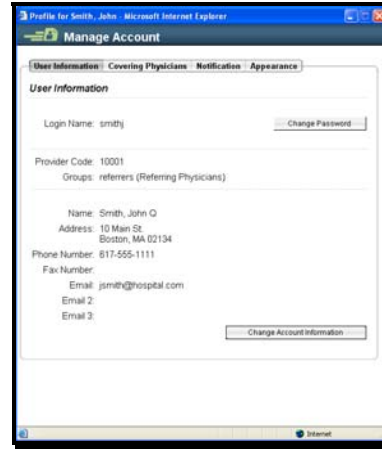 Profile for Smith, John - Microsoft Internet Explorer
Manage Account
User Information Covering Physicians Notification Appearance
User Information
Login Name: smithj
Change Password
Provider Code: 10001
Groups: referrers (Referring Physicians)
Name: Smith, John Q
Address: 10 Main St.
Boston, MA 02134
Phone Number: 617-555-1111
Fax Number:
Email: jsmith@hospital.com
Email 2:
Email 3:
Change Account Information
Internet